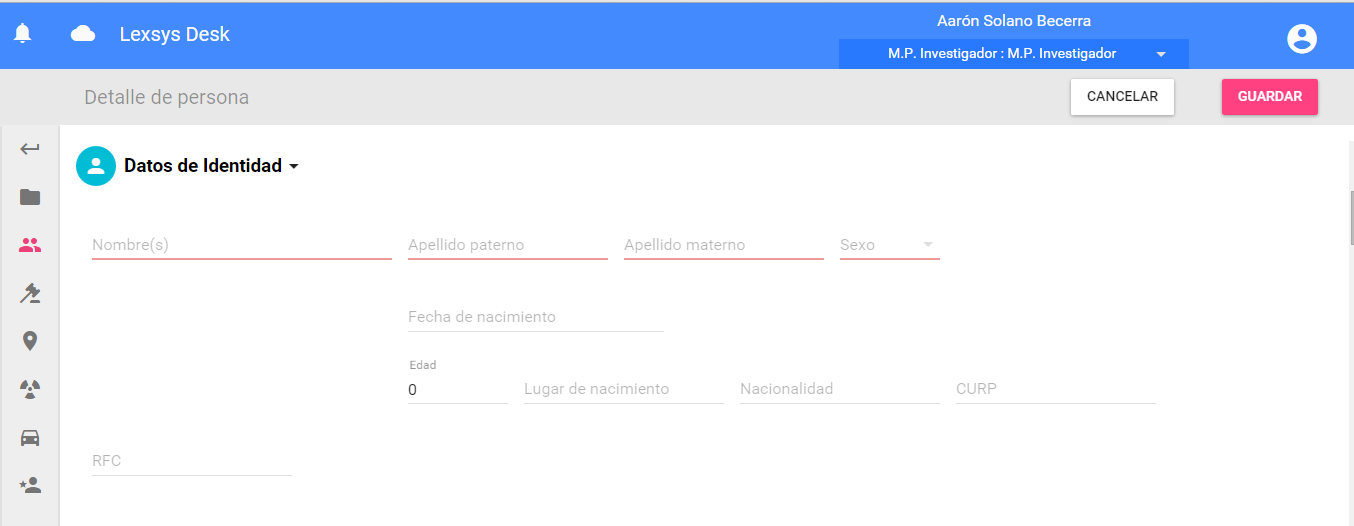 Lexsys Desk
Aarón Solano Becerra
M.P. Investigador : M.P. Investigador
Detalle de persona
CANCELAR
GUARDAR
Datos de Identidad
Nombre(s)
Apellido paterno
Apellido materno
Sexo
Fecha de nacimiento
Edad
0
Lugar de nacimiento
Nacionalidad
CURP
RFC